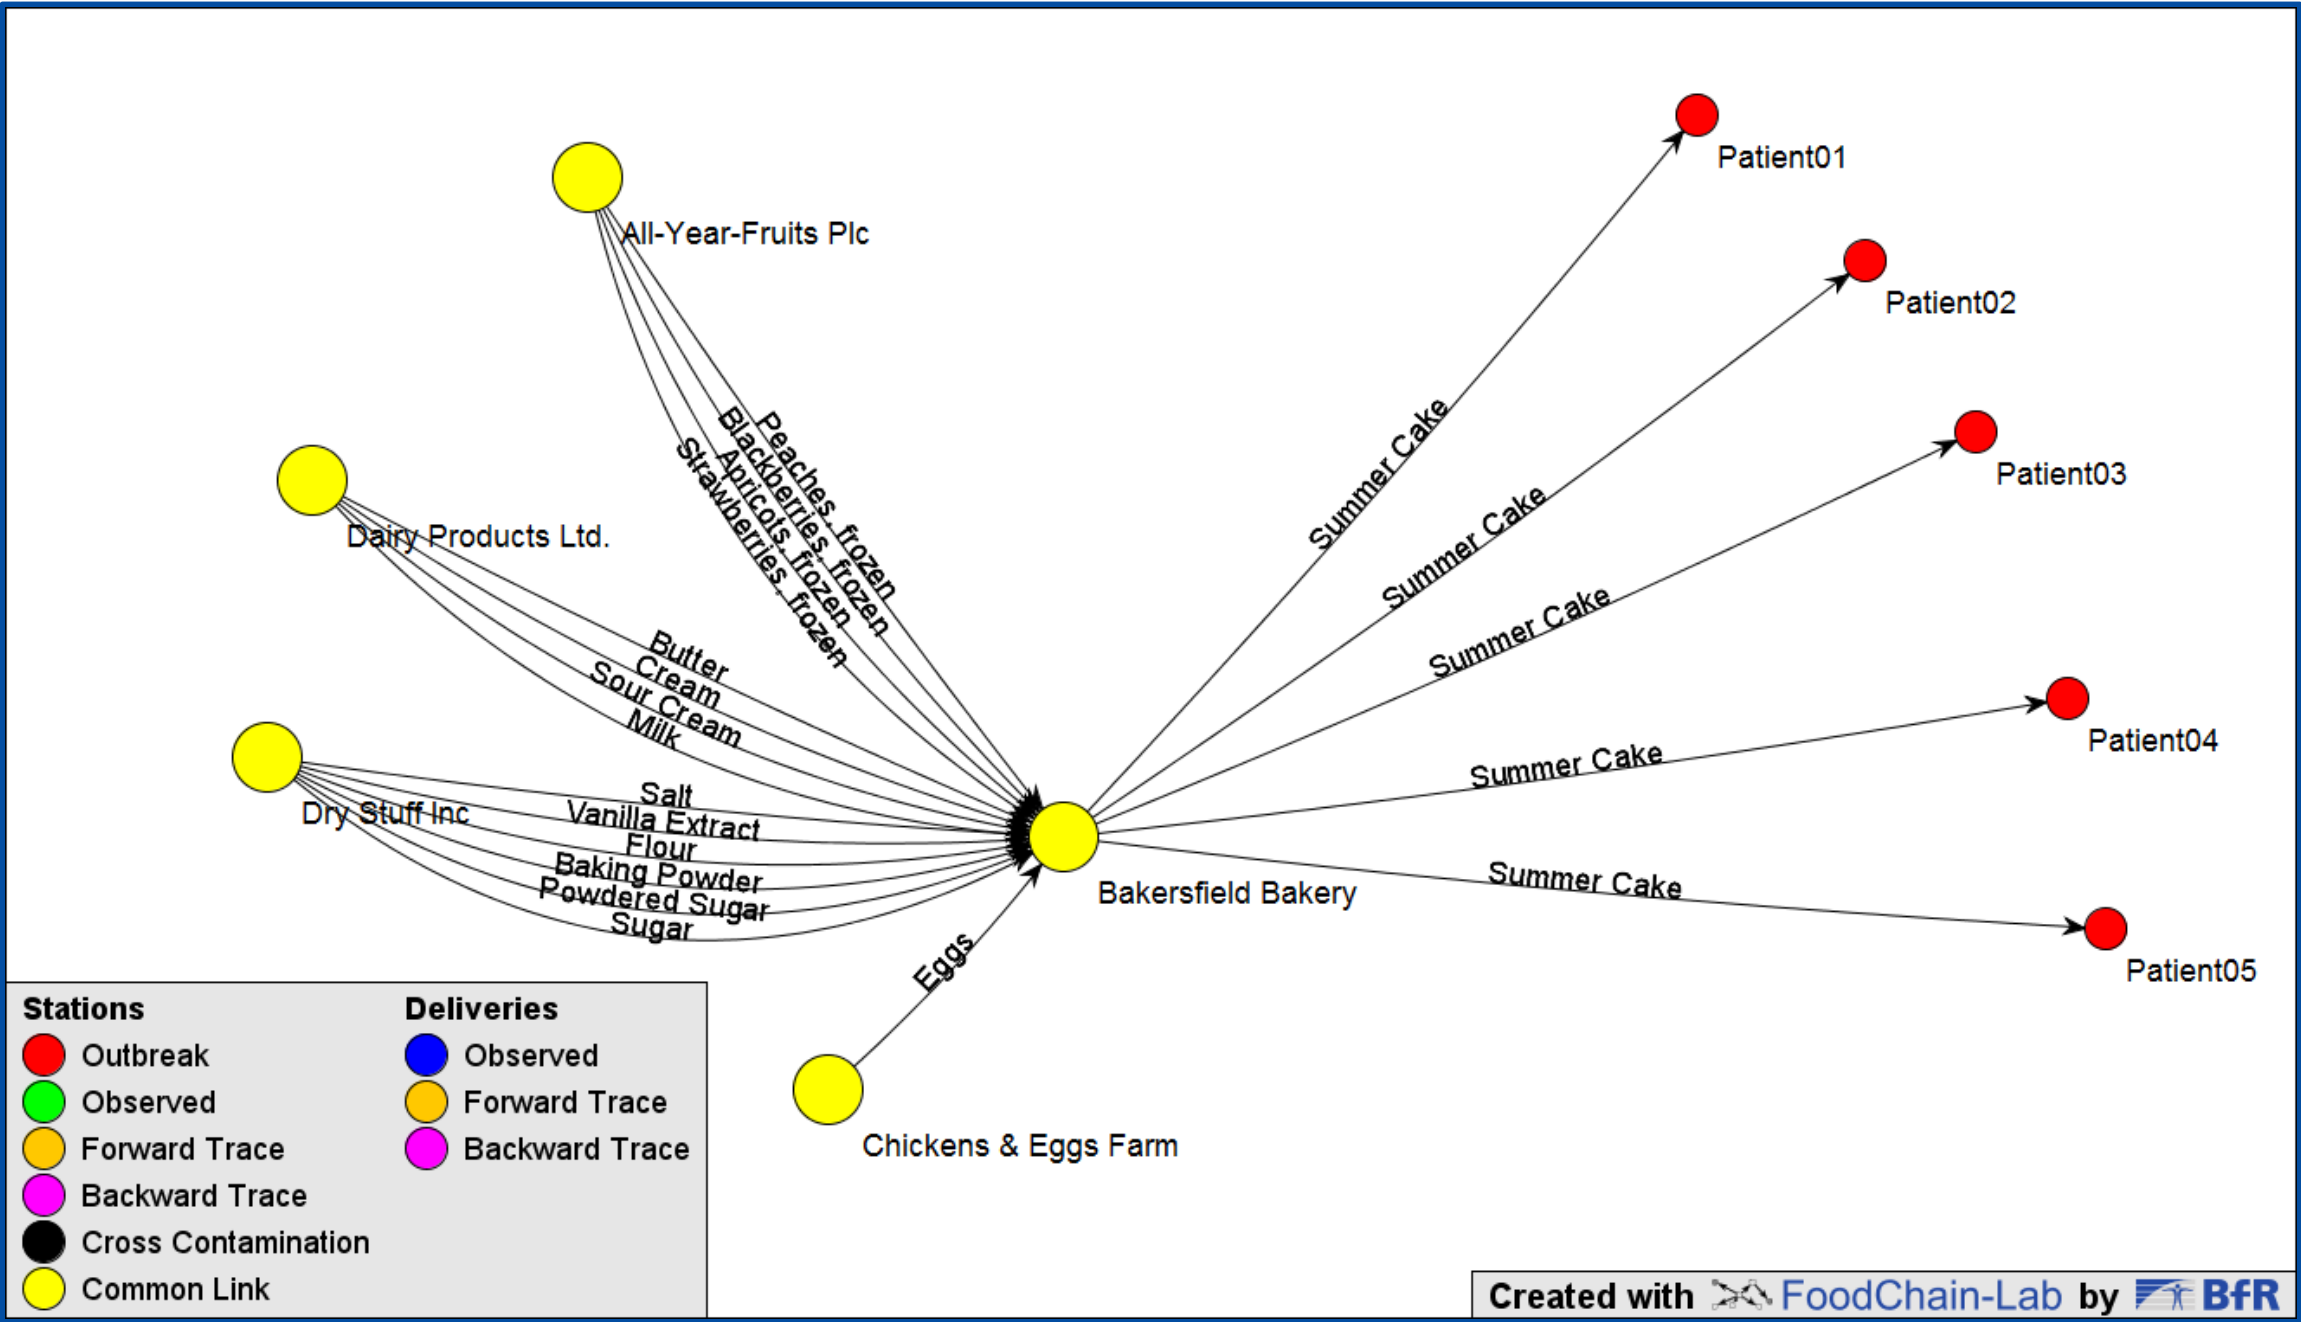 Patient01
All-Year-Fruits Plc
Patient02
Summer Cake
Patient03
Peaches, frozen
Blackberries, frozen
Apricots, frozen
Strawberries, frozen
Summer Cake
Dairy Products Ltd.
Summer Cake
Butter
Cream
Sour Cream
Milk
Patient04
Summer Cake
Salt
Dry Stuff Inc
Vanilla Extract
Flour
Baking Powder
Powdered Sugar
Sugar
Bakersfield Bakery
Summer Cake
Patient05
Eggs
Chickens & Eggs Farm
Stations
Outbreak
Observed
Forward Trace
Backward Trace
Cross Contamination
Common Link
Deliveries
Observed
Forward Trace
Backward Trace
Created with FoodChain-Lab by BfR